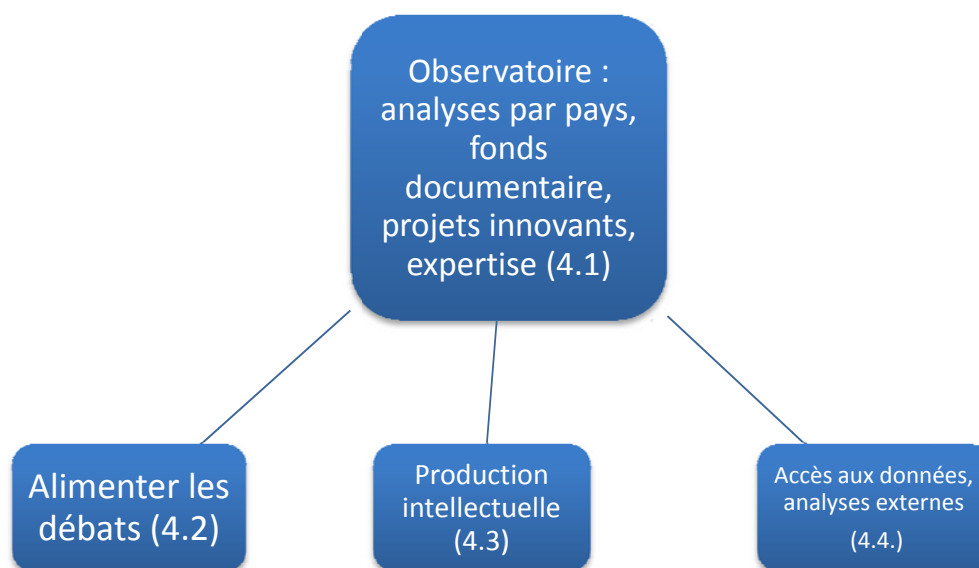 Observatoire :
analyses par pays,
fonds
documentaire,
projets innovants,
expertise (4.1)
Alimenter les
débats (4.2)
Production
intellectuelle
(4.3)
Accès aux données,
analyses externes
(4.4.)